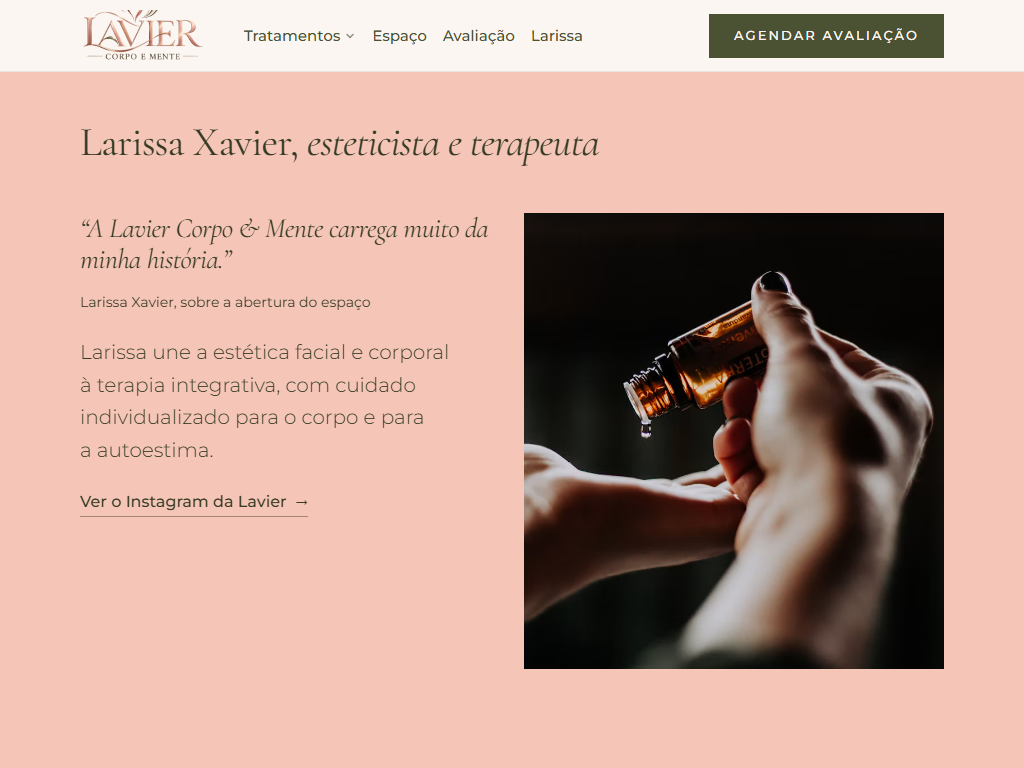 LAVIER
CORPO E MENTE
Tratamentos
Espaço
Avaliação
Larissa
AGENDAR AVALIAÇÃO
Larissa Xavier, esteticista e terapeuta
“A Lavier Corpo & Mente carrega muito da
minha história.”
Larissa Xavier, sobre a abertura do espaço
Larissa une a estética facial e corporal
à terapia integrativa, com cuidado
individualizado para o corpo e para
a autoestima.
Ver o Instagram da Lavier →